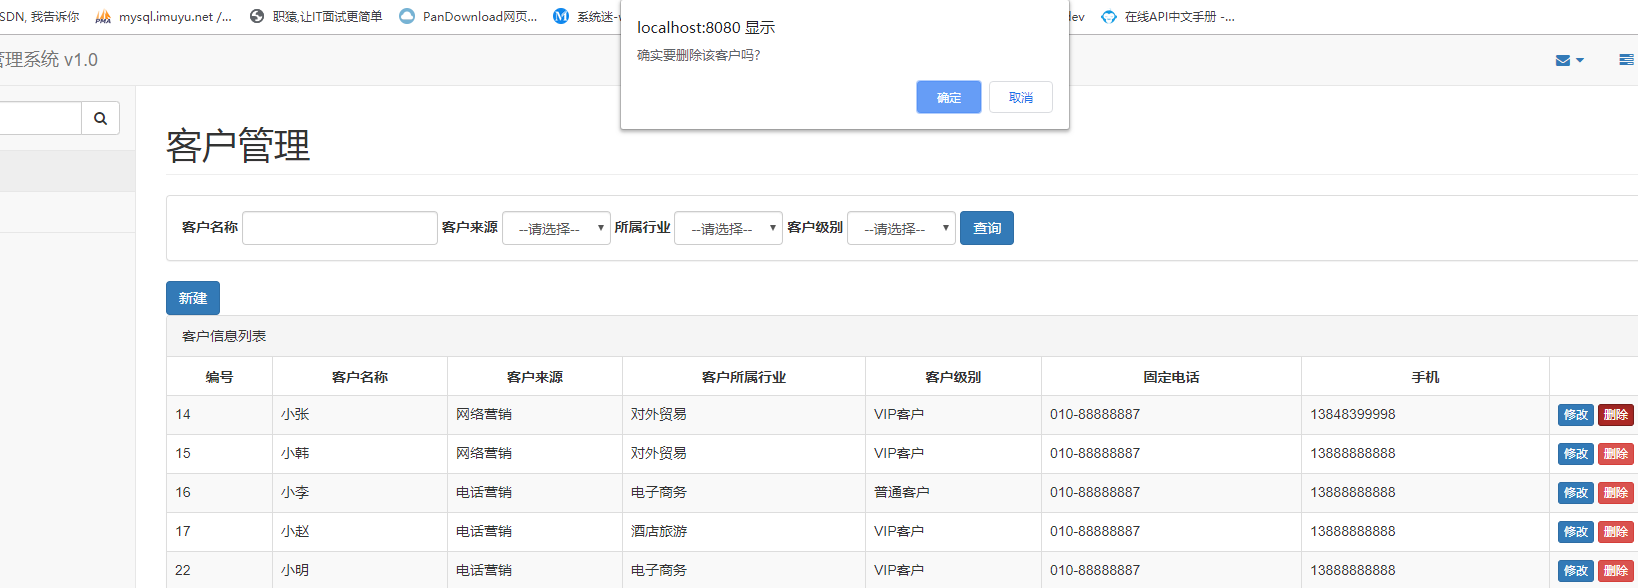 SDN, 我告诉你 mysql.imuyu.net /... 职猿,让IT面试更简单 PanDownload网页... 系统迷-w lev 在线API中文手册 -...
localhost:8080 显示
确实要删除该客户吗?
确定 取消
管理系统 v1.0
客户管理
客户名称 客户来源 --请选择-- 所属行业 --请选择-- 客户级别 --请选择-- 查询
新建
客户信息列表
编号 客户名称 客户来源 客户所属行业 客户级别 固定电话 手机
14 小张 网络营销 对外贸易 VIP客户 010-88888887 13848399998 修改 删除
15 小韩 网络营销 对外贸易 VIP客户 010-88888887 13888888888 修改 删除
16 小李 电话营销 电子商务 普通客户 010-88888887 13888888888 修改 删除
17 小赵 电话营销 酒店旅游 VIP客户 010-88888887 13888888888 修改 删除
22 小明 电话营销 电子商务 VIP客户 010-88888887 13888888888 修改 删除